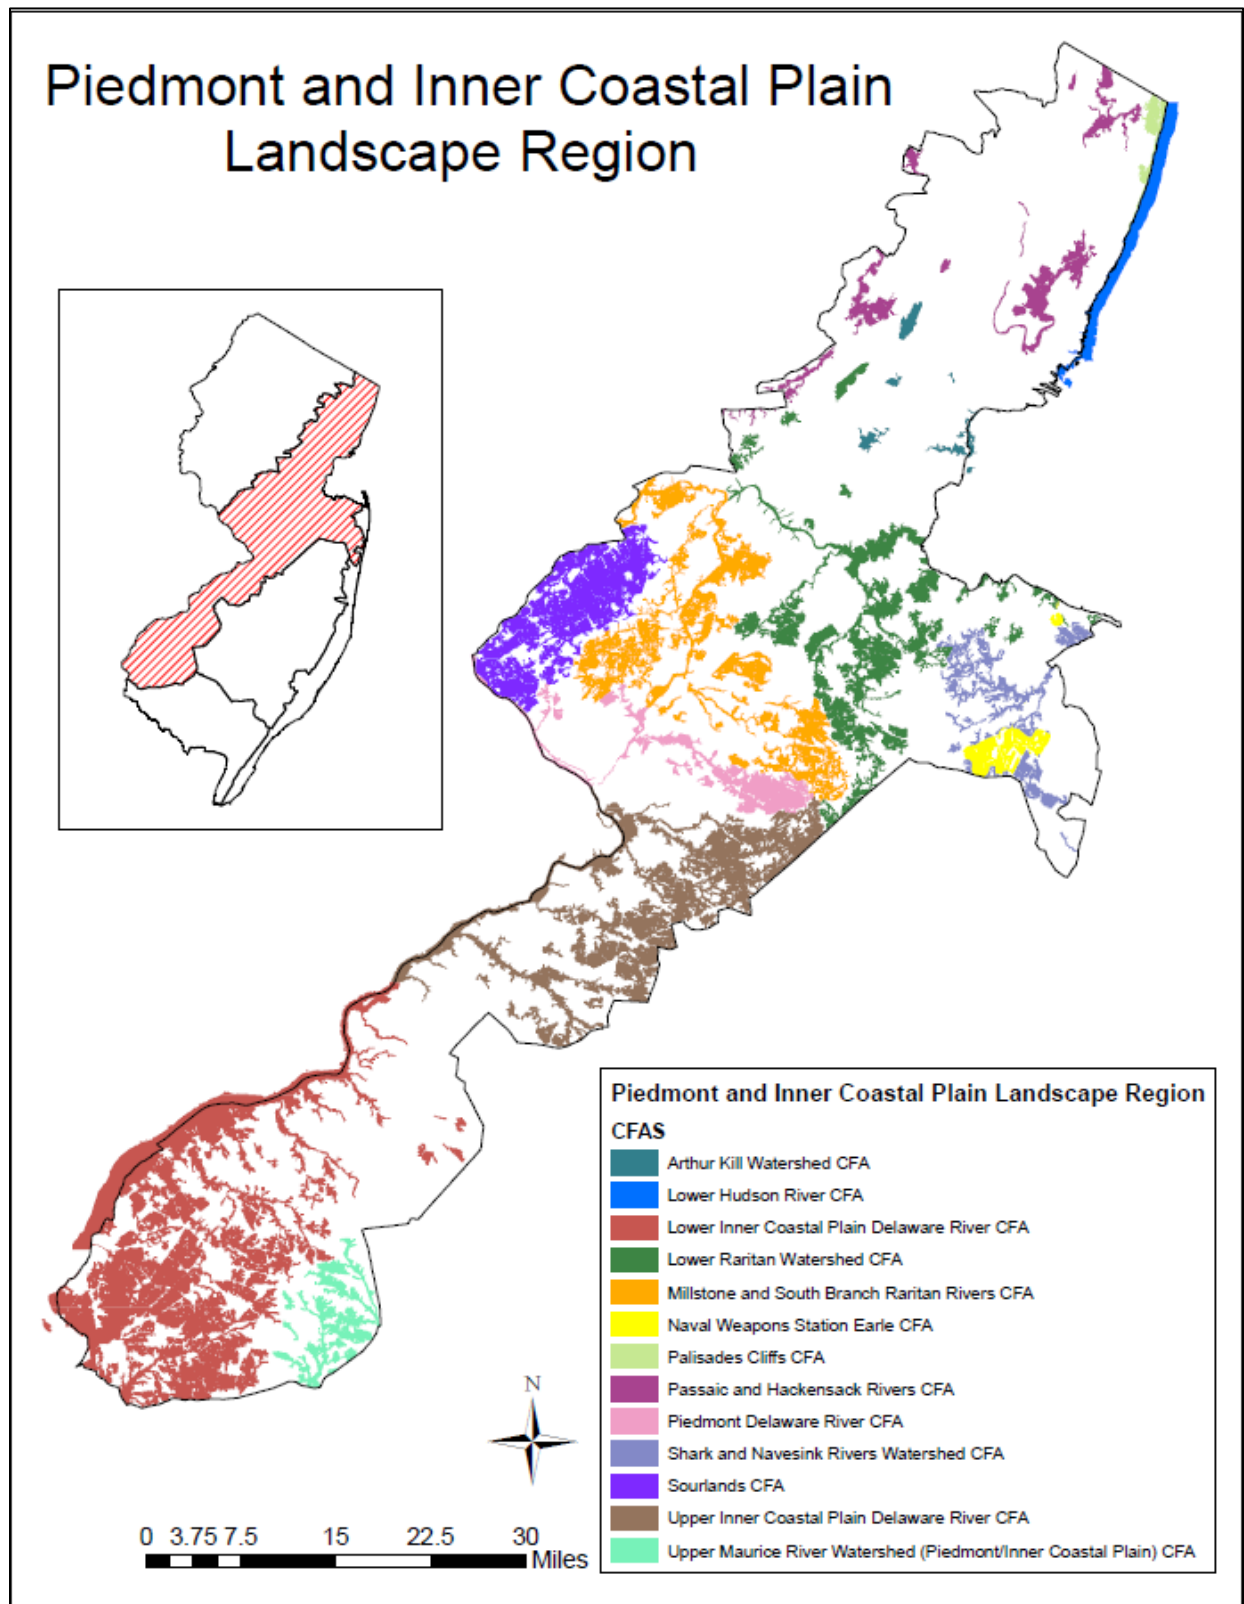 Piedmont and Inner Coastal Plain
Landscape Region
Piedmont and Inner Coastal Plain Landscape Region
CFAS
Arthur Kill Watershed CFA
Lower Hudson River CFA
Lower Inner Coastal Plain Delaware River CFA
Lower Raritan Watershed CFA
Millstone and South Branch Raritan Rivers CFA
Naval Weapons Station Earle CFA
Palisades Cliffs CFA
Passaic and Hackensack Rivers CFA
Piedmont Delaware River CFA
Shark and Navesink Rivers Watershed CFA
Sourlands CFA
Upper Inner Coastal Plain Delaware River CFA
Upper Maurice River Watershed (Piedmont/Inner Coastal Plain) CFA
N
0 3.75 7.5 15 22.5 30
Miles